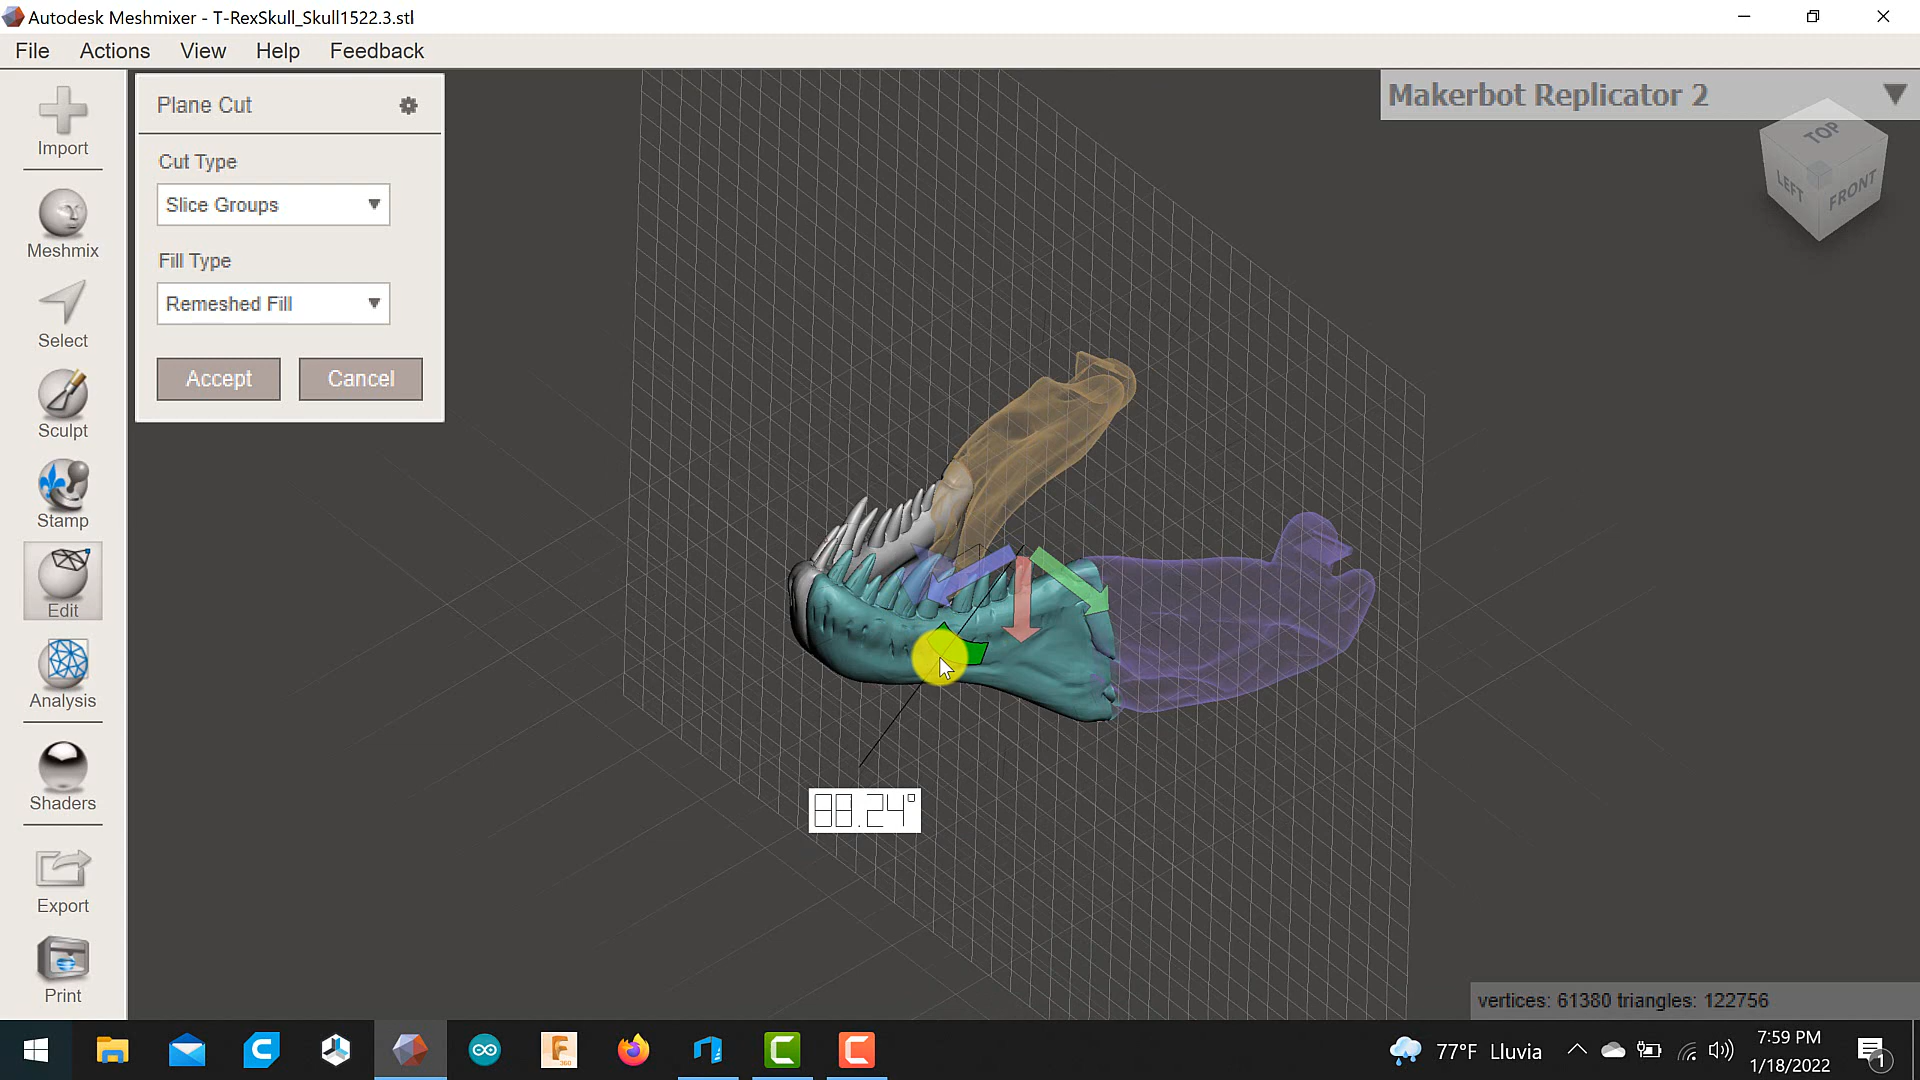 Autodesk Meshmixer - T-RexSkull_Skull1522.3.stl
File Actions View Help Feedback
Import
Meshmix
Select
Sculpt
Stamp
Edit
Analysis
Shaders
Export
Print
Plane Cut
Cut Type
Slice Groups
Fill Type
Remeshed Fill
Accept Cancel
Makerbot Replicator 2
TOP
LEFT FRONT
88.24°
vertices: 61380 triangles: 122756
F
360
77°F Lluvia
7:59 PM
1/18/2022
1